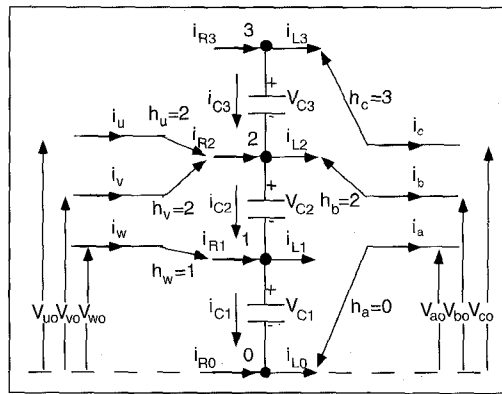 3
i_R3 i_L3
i_C3 + V_C3 -
h_c=3
i_u h_u=2 i_R2 2 i_L2 i_c
i_v h_v=2 i_C2 + V_C2 - h_b=2 i_b
i_w i_R1 1 i_L1 i_a
h_w=1
V_uo V_vo V_wo i_C1 + V_C1 - h_a=0 V_ao V_bo V_co
0
i_R0 i_L0